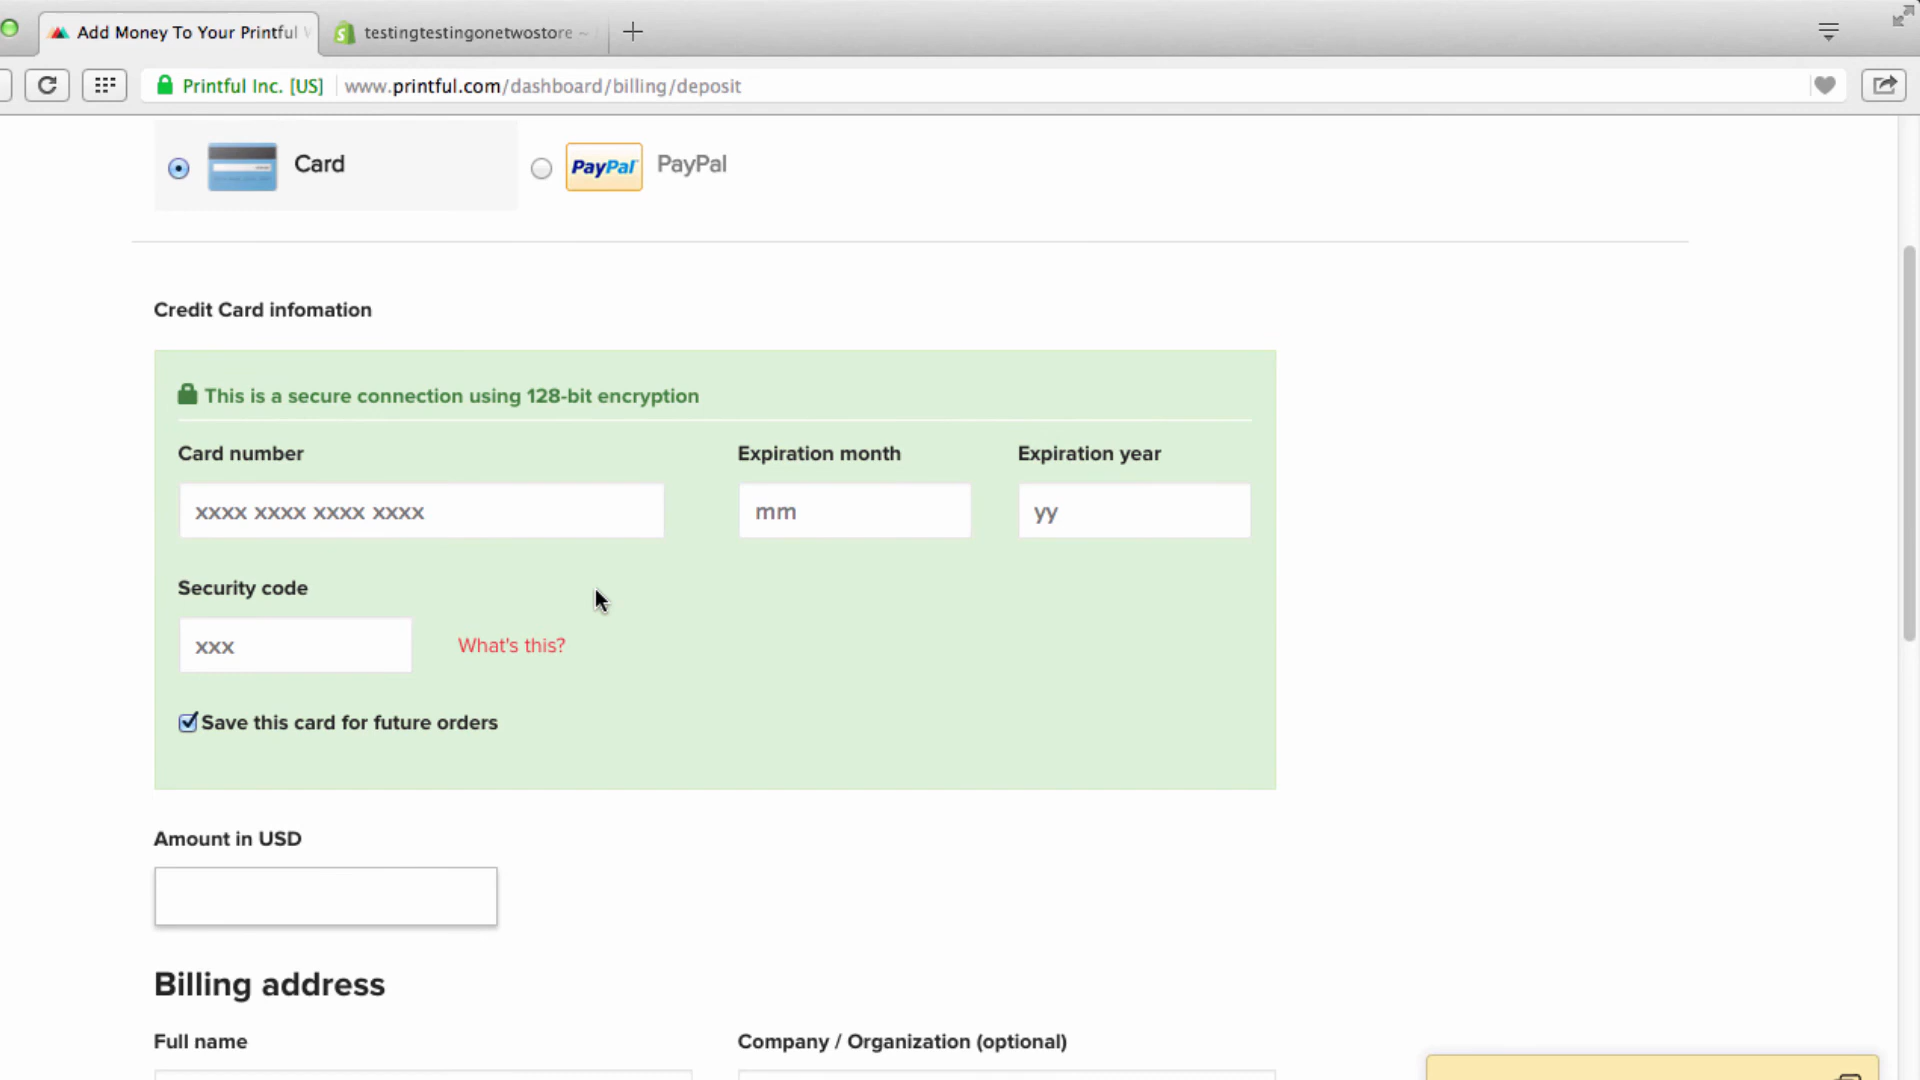 Add Money To Your Printful
testingtestingonetwostore ~
Printful Inc. [US] www.printful.com/dashboard/billing/deposit
Card
PayPal PayPal
Credit Card infomation
This is a secure connection using 128-bit encryption
Card number Expiration month Expiration year
xxxx xxxx xxxx xxxx mm yy
Security code
xxx What's this?
Save this card for future orders
Amount in USD
Billing address
Full name Company / Organization (optional)